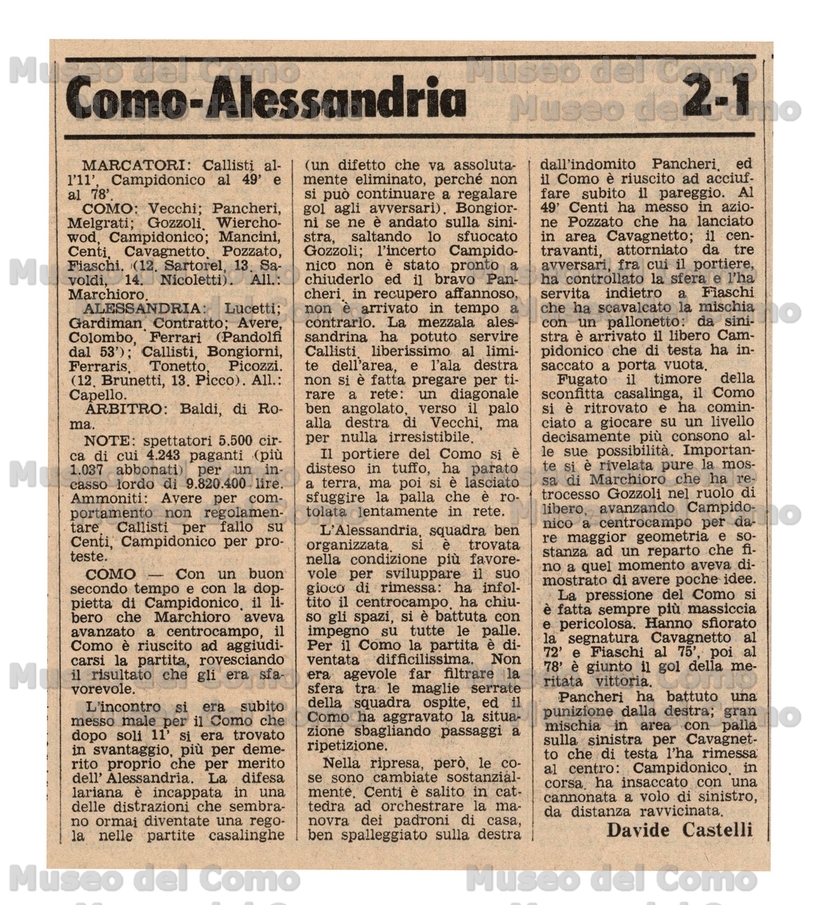 Como-Alessandria 2-1
MARCATORI: Callisti al-
l'11', Campidonico al 49' e
al 78'.
COMO: Vecchi; Pancheri,
Melgrati; Gozzoli, Wiercho-
wod, Campidonico; Mancini,
Centi, Cavagnetto, Pozzato,
Fiaschi. (12. Sartorel, 13. Sa-
voldi, 14. Nicoletti). All.:
Marchioro.
ALESSANDRIA: Lucetti;
Gardiman, Contratto; Avere,
Colombo, Ferrari (Pandolfi
dal 53'); Callisti, Bongiorni,
Ferraris, Tonetto, Picozzi.
(12. Brunetti, 13. Picco). All.:
Capello.
ARBITRO: Baldi, di Ro-
ma.
NOTE: spettatori 5.500 cir-
ca di cui 4.243 paganti (più
1.037 abbonati) per un in-
casso lordo di 9.820.400 lire.
Ammoniti: Avere per com-
portamento non regolamen-
tare, Callisti per fallo su
Centi, Campidonico per pro-
teste.
COMO — Con un buon
secondo tempo e con la dop-
pietta di Campidonico, il li-
bero che Marchioro aveva
avanzato a centrocampo, il
Como è riuscito ad aggiudi-
carsi la partita, rovesciando
il risultato che gli era sfa-
vorevole.
L'incontro si era subito
messo male per il Como che
dopo soli 11' si era trovato
in svantaggio, più per deme-
rito proprio che per merito
dell'Alessandria. La difesa
lariana è incappata in una
delle distrazioni che sembra-
no ormai diventate una rego-
la nelle partite casalinghe
(un difetto che va assoluta-
mente eliminato, perché non
si può continuare a regalare
gol agli avversari). Bongior-
ni se ne è andato sulla sini-
stra, saltando lo sfuocato
Gozzoli; l'incerto Campido-
nico non è stato pronto a
chiuderlo ed il bravo Pan-
cheri, in recupero affannoso,
non è arrivato in tempo a
contrarlo. La mezzala ales-
sandrina ha potuto servire
Callisti, liberissimo al limi-
te dell'area, e l'ala destra
non si è fatta pregare per ti-
rare a rete: un diagonale
ben angolato, verso il palo
alla destra di Vecchi, ma
per nulla irresistibile.
Il portiere del Como si è
disteso in tuffo, ha parato
a terra, ma poi si è lasciato
sfuggire la palla che è ro-
tolata lentamente in rete.
L'Alessandria, squadra ben
organizzata, si è trovata
nella condizione più favore-
vole per sviluppare il suo
gioco di rimessa: ha infol-
tito il centrocampo, ha chiu-
so gli spazi, si è battuta con
impegno su tutte le palle.
Per il Como la partita è di-
ventata difficilissima. Non
era agevole far filtrare la
sfera tra le maglie serrate
della squadra ospite, ed il
Como ha aggravato la situa-
zione sbagliando passaggi a
ripetizione.
Nella ripresa, però, le co-
se sono cambiate sostanzial-
mente. Centi è salito in cat-
tedra ad orchestrare la ma-
novra dei padroni di casa,
ben spalleggiato sulla destra
dall'indomito Pancheri, ed
il Como è riuscito ad acciuf-
fare subito il pareggio. Al
49' Centi ha messo in azio-
ne Pozzato che ha lanciato
in area Cavagnetto; il cen-
travanti, attorniato da tre
avversari, fra cui il portiere,
ha controllato la sfera e l'ha
servita indietro a Fiaschi
che ha scavalcato la mischia
con un pallonetto: da sini-
stra è arrivato il libero Cam-
pidonico che di testa ha in-
saccato a porta vuota.
Fugato il timore della
sconfitta casalinga, il Como
si è ritrovato e ha comin-
ciato a giocare su un livello
decisamente più consono al-
le sue possibilità. Importan-
te si è rivelata pure la mos-
sa di Marchioro che ha re-
trocesso Gozzoli nel ruolo di
libero, avanzando Campido-
nico a centrocampo per da-
re maggior geometria e so-
stanza ad un reparto che fi-
no a quel momento aveva di-
mostrato di avere poche idee.
La pressione del Como si
è fatta sempre più massiccia
e pericolosa. Hanno sfiorato
la segnatura Cavagnetto al
72' e Fiaschi al 75', poi al
78' è giunto il gol della me-
ritata vittoria.
Pancheri ha battuto una
punizione dalla destra; gran
mischia in area con palla
sulla sinistra per Cavagnet-
to che di testa l'ha rimessa
al centro: Campidonico, in
corsa, ha insaccato con una
cannonata a volo di sinistro,
da distanza ravvicinata.
Davide Castelli